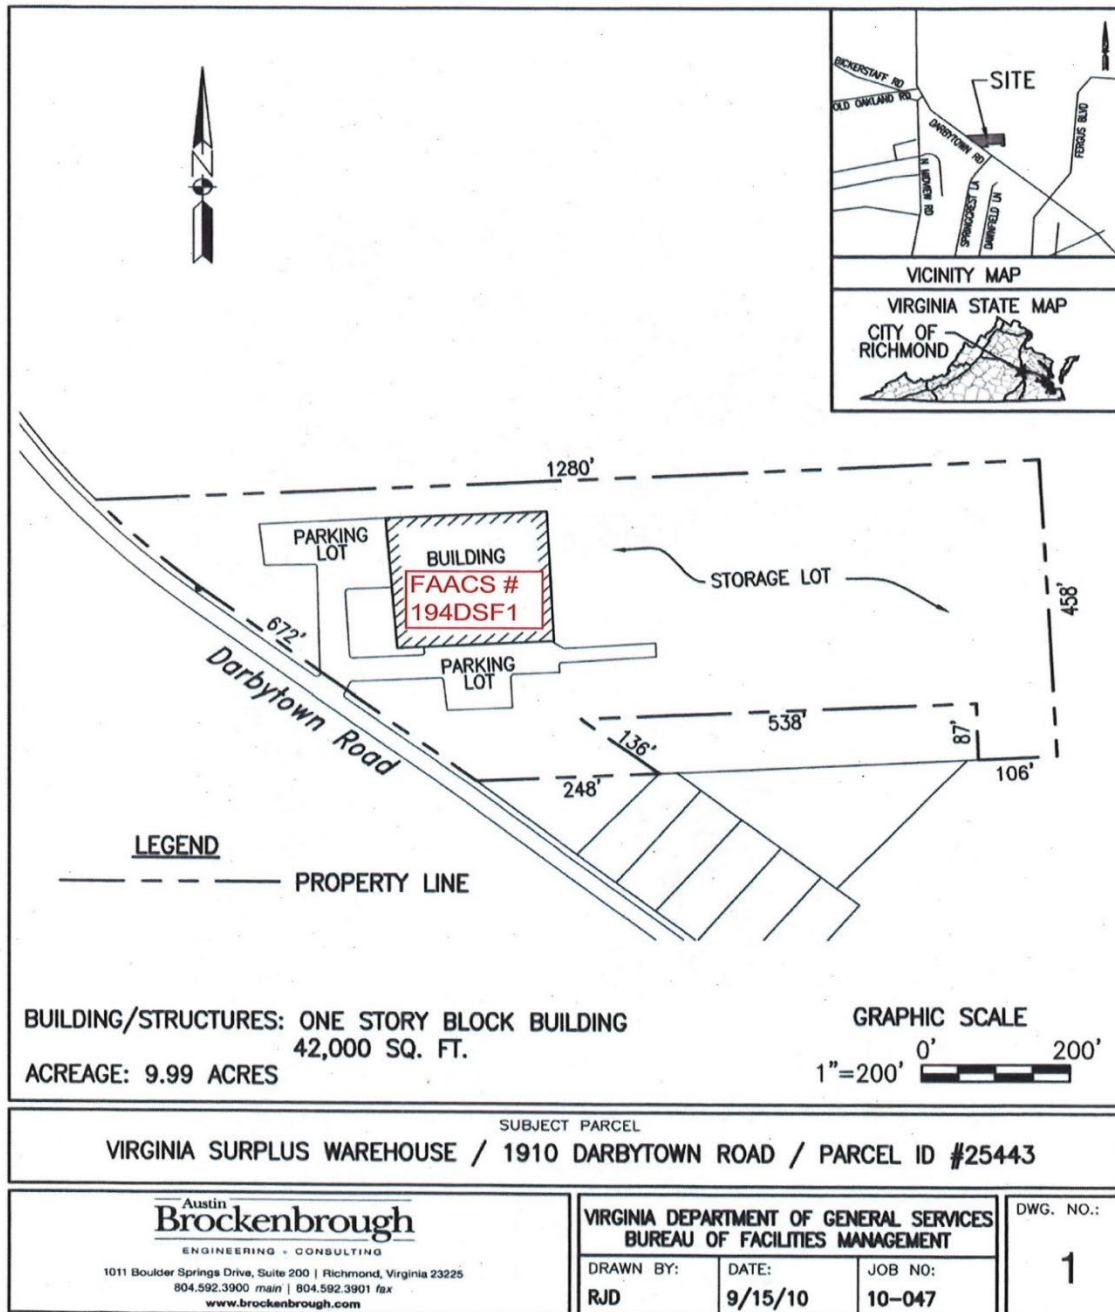 N
BICKERSTAFF RD
OLD OAKLAND RD
SITE
DARBYTOWN RD
FERGUS BLVD
N MIDVIEW RD
SPRINGCREST LA
DAWNFIELD LN
VICINITY MAP
VIRGINIA STATE MAP
CITY OF
RICHMOND
1280'
PARKING
LOT
BUILDING
FAACS #
194DSF1
STORAGE LOT
458'
672'
Darbytown Road
PARKING
LOT
538'
87'
136'
106'
248'
LEGEND
PROPERTY LINE
BUILDING/STRUCTURES: ONE STORY BLOCK BUILDING
42,000 SQ. FT.
ACREAGE: 9.99 ACRES
GRAPHIC SCALE
0' 200'
1"=200'
SUBJECT PARCEL
VIRGINIA SURPLUS WAREHOUSE / 1910 DARBYTOWN ROAD / PARCEL ID #25443
Austin
Brockenbrough
ENGINEERING + CONSULTING
1011 Boulder Springs Drive, Suite 200 | Richmond, Virginia 23225
804.592.3900 main | 804.592.3901 fax
www.brockenbrough.com
VIRGINIA DEPARTMENT OF GENERAL SERVICES
BUREAU OF FACILITIES MANAGEMENT
DRAWN BY:
RJD
DATE:
9/15/10
JOB NO:
10-047
DWG. NO.:
1